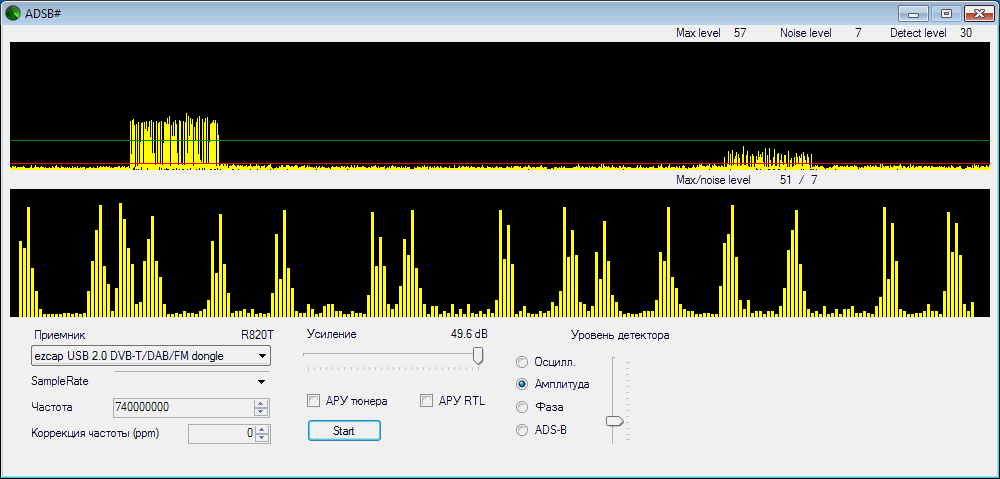 ADSB#
Max level 57 Noise level 7 Detect level 30
Max/noise level 51 / 7
Приемник R820T
ezcap USB 2.0 DVB-T/DAB/FM dongle
SampleRate
Частота 740000000
Коррекция частоты (ppm) 0
Усиление 49.6 dB
АРУ тюнера АРУ RTL
Start
Уровень детектора
Осцилл.
Амплитуда
Фаза
ADS-B